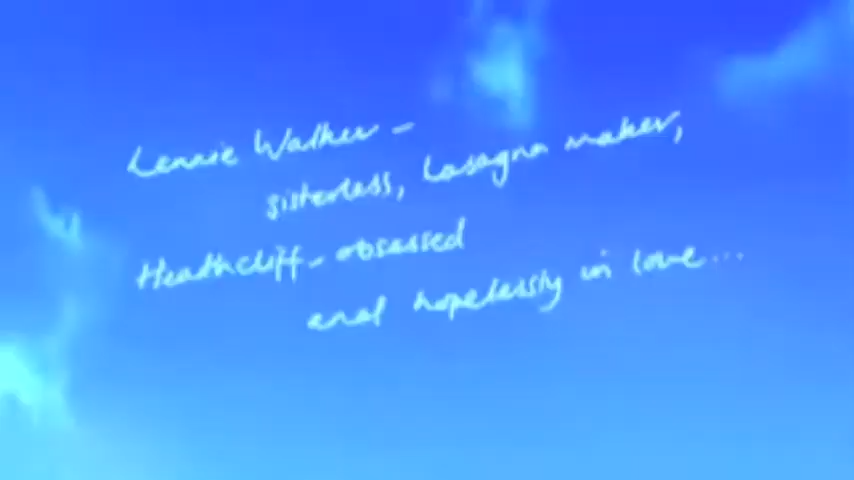 Lennie Walker -
sisterless, Lasagna maker,
Heathcliff-obsessed
and hopelessly in love...